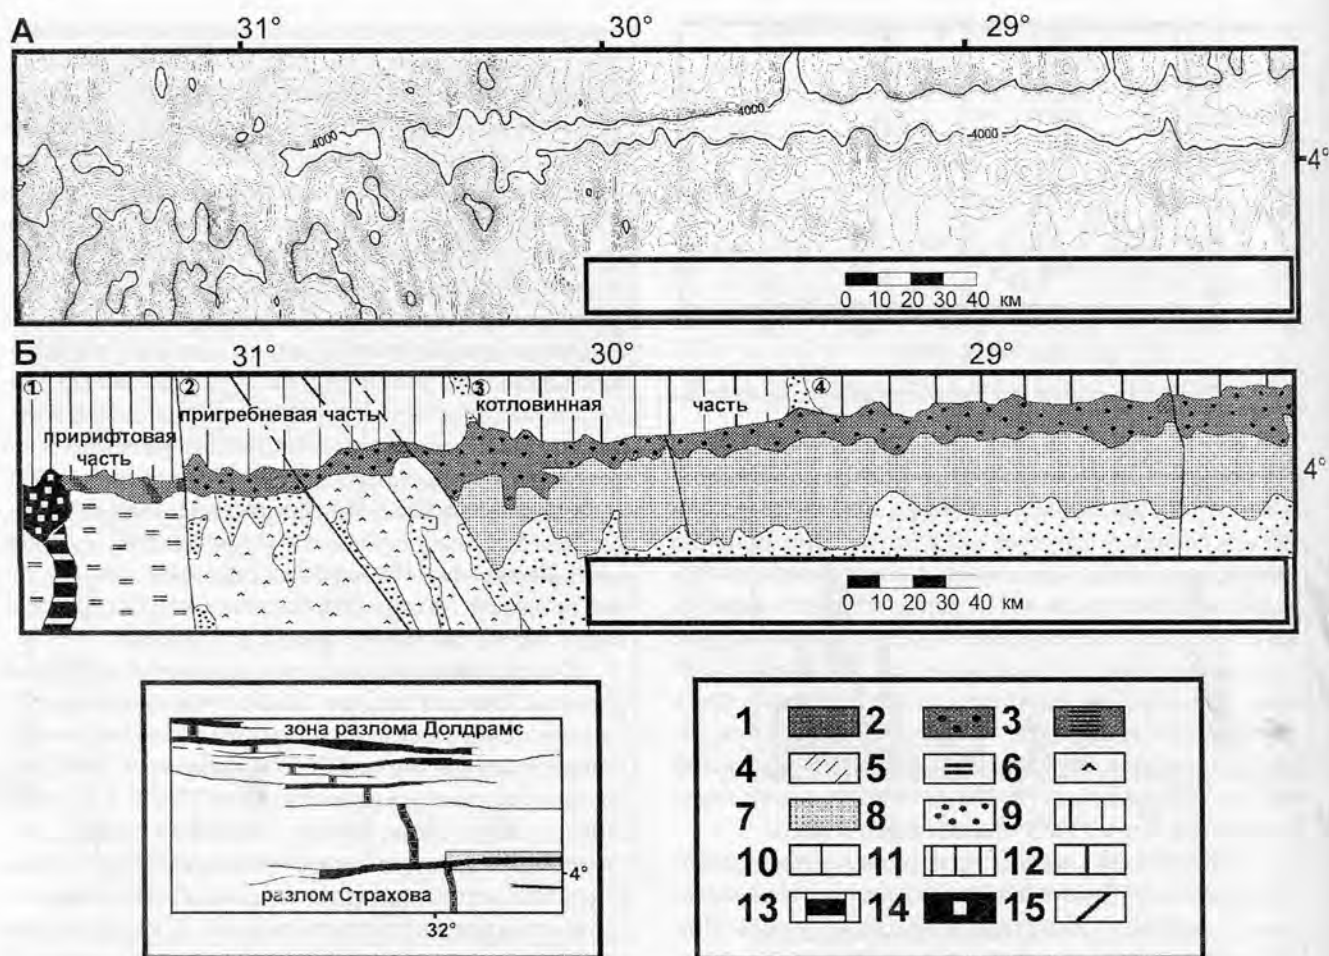 А
31° 30° 29°
-4000
-4000
-4000
4°
0 10 20 30 40 км
Б
31° 30° 29°
① ② ③ ④
пригребневая часть
котловинная часть
пририфтовая
часть
4°
0 10 20 30 40 км
зона разлома Долдрамс
4°
разлом Страхова
32°
1 2 3
4 5 6
7 8 9
10 11 12
13 14 15